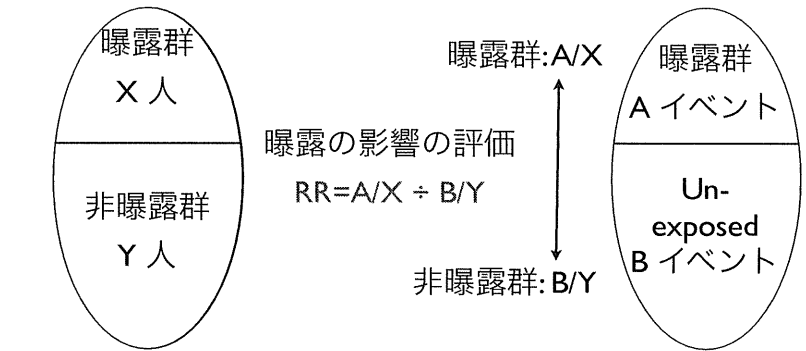 曝露群
X 人
非曝露群
Y 人
曝露の影響の評価
RR=A/X ÷ B/Y
曝露群:A/X
非曝露群:B/Y
曝露群
A イベント
Un-
exposed
B イベント